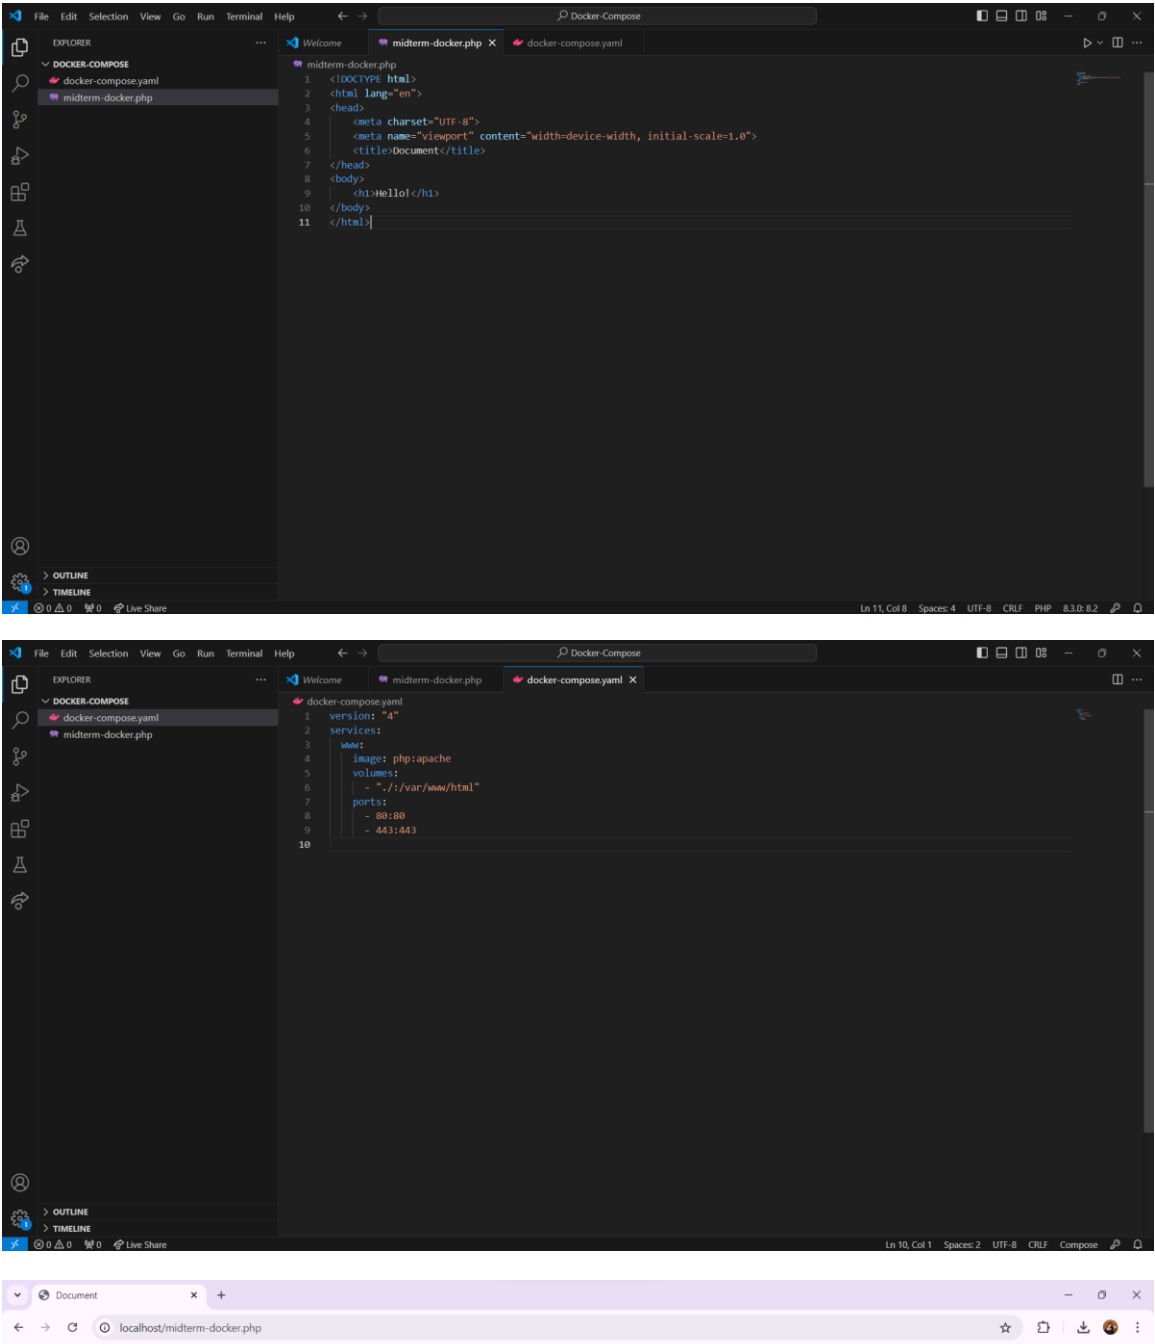 File Edit Selection View Go Run Terminal Help Docker-Compose
EXPLORER Welcome midterm-docker.php docker-compose.yaml
DOCKER-COMPOSE midterm-docker.php
docker-compose.yaml
midterm-docker.php
1 <!DOCTYPE html>
2 <html lang="en">
3 <head>
4 <meta charset="UTF-8">
5 <meta name="viewport" content="width=device-width, initial-scale=1.0">
6 <title>Document</title>
7 </head>
8 <body>
9 <h1>Hello!</h1>
10 </body>
11 </html>
OUTLINE
TIMELINE
0 0 0 Live Share Ln 11, Col 8 Spaces: 4 UTF-8 CRLF PHP 8.3.0: 8.2
File Edit Selection View Go Run Terminal Help Docker-Compose
EXPLORER Welcome midterm-docker.php docker-compose.yaml
DOCKER-COMPOSE docker-compose.yaml
docker-compose.yaml
midterm-docker.php
1 version: "4"
2 services:
3 www:
4 image: php:apache
5 volumes:
6 - "./:/var/www/html"
7 ports:
8 - 80:80
9 - 443:443
10
OUTLINE
TIMELINE
0 0 0 Live Share Ln 10, Col 1 Spaces: 2 UTF-8 CRLF Compose
Document
localhost/midterm-docker.php